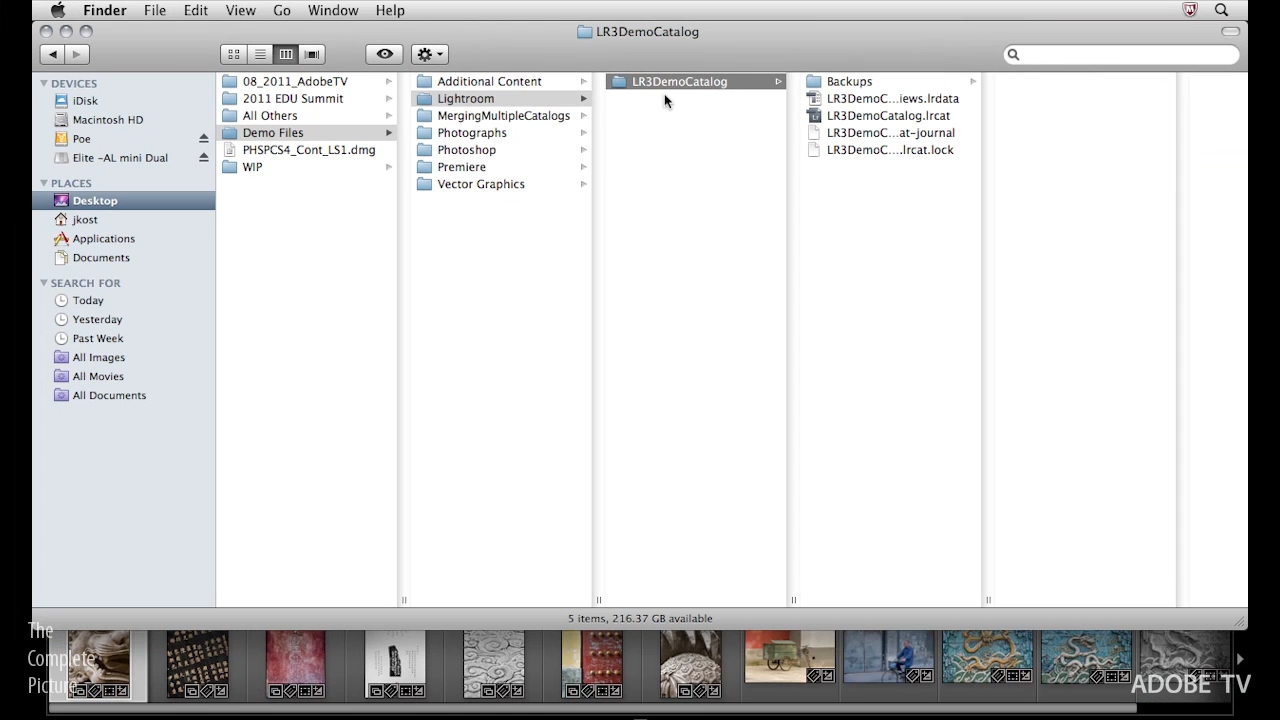 Finder File Edit View Go Window Help
LR3DemoCatalog
DEVICES
iDisk
Macintosh HD
Poe
Elite -AL mini Dual
PLACES
Desktop
jkost
Applications
Documents
SEARCH FOR
Today
Yesterday
Past Week
All Images
All Movies
All Documents
08_2011_AdobeTV
2011 EDU Summit
All Others
Demo Files
PHSPCS4_Cont_LS1.dmg
WIP
Additional Content
Lightroom
MergingMultipleCatalogs
Photographs
Photoshop
Premiere
Vector Graphics
LR3DemoCatalog
Backups
LR3DemoC...iews.lrdata
LR3DemoCatalog.lrcat
LR3DemoC...at-journal
LR3DemoC....lrcat.lock
5 items, 216.37 GB available
The
Complete
Picture
ADOBE TV